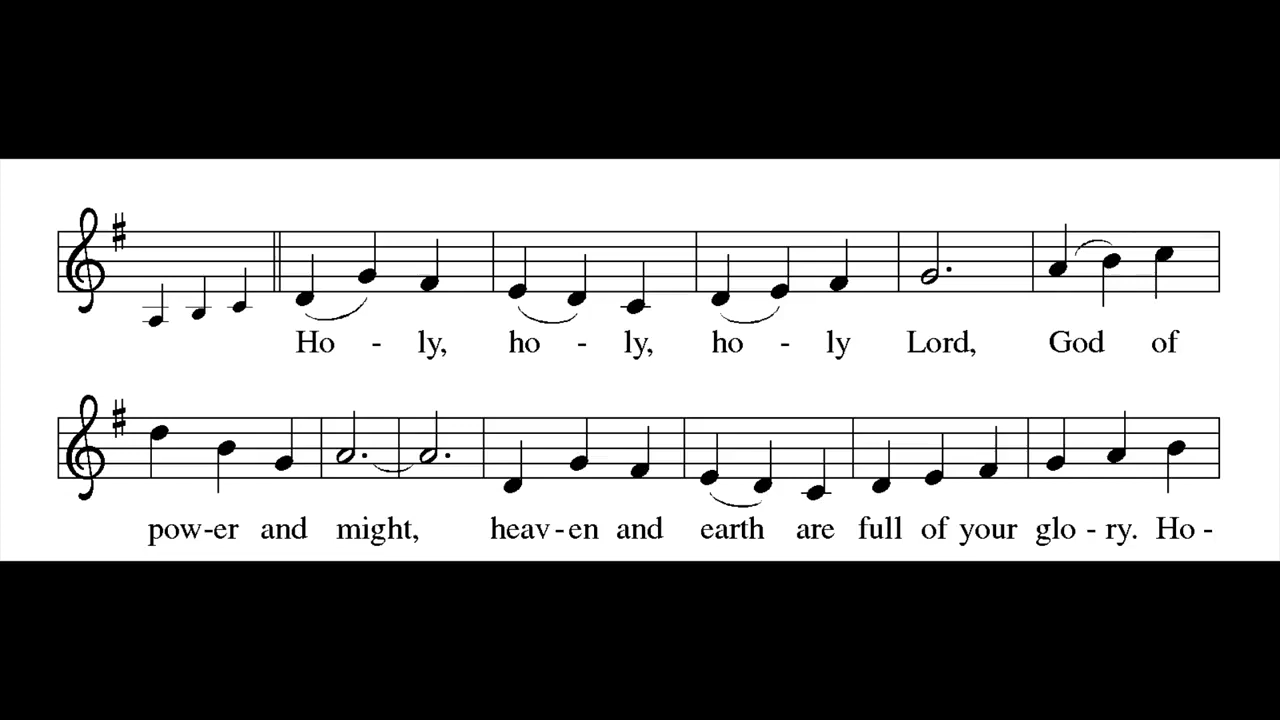 Ho - ly, ho - ly, ho - ly Lord, God of
pow-er and might, heav-en and earth are full of your glo - ry. Ho -